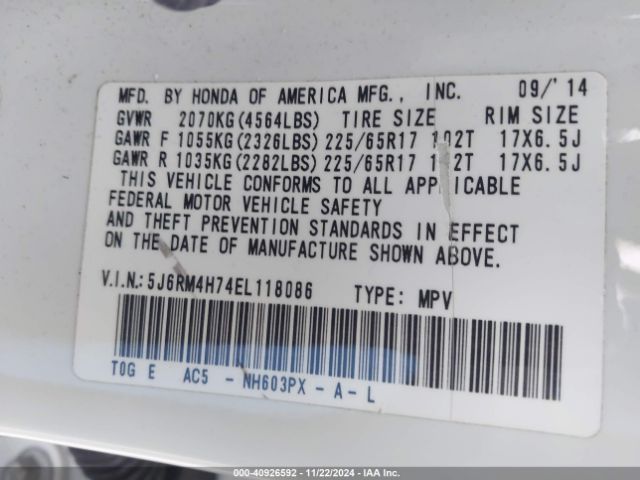 MFD. BY HONDA OF AMERICA MFG., INC. 09/'14
GVWR 2070KG(4564LBS) TIRE SIZE RIM SIZE
GAWR F 1055KG(2326LBS) 225/65R17 102T 17X6.5J
GAWR R 1035KG(2282LBS) 225/65R17 102T 17X6.5J
THIS VEHICLE CONFORMS TO ALL APPLICABLE
FEDERAL MOTOR VEHICLE SAFETY
AND THEFT PREVENTION STANDARDS IN EFFECT
ON THE DATE OF MANUFACTURE SHOWN ABOVE.
V.I.N.: 5J6RM4H74EL118086 TYPE: MPV
TOG E AC5 - NH603PX - A - L
000-40926592 - 11/22/2024 - IAA